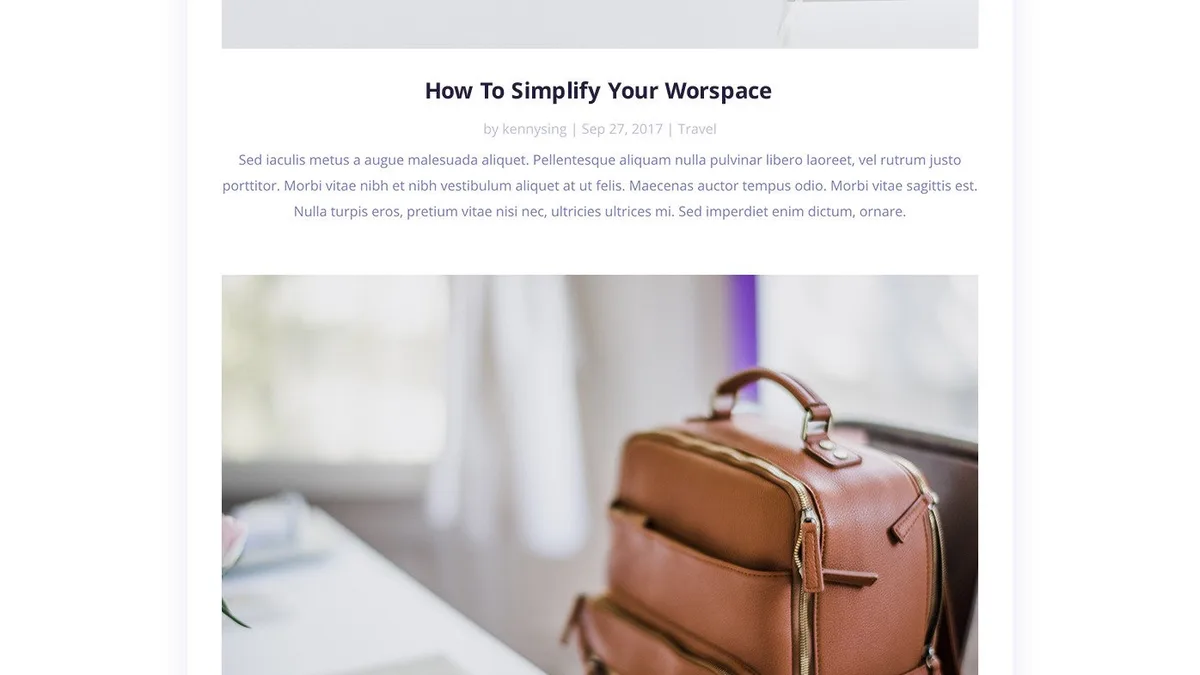 How To Simplify Your Worspace
by kennysing | Sep 27, 2017 | Travel
Sed iaculis metus a augue malesuada aliquet. Pellentesque aliquam nulla pulvinar libero laoreet, vel rutrum justo
porttitor. Morbi vitae nibh et nibh vestibulum aliquet at ut felis. Maecenas auctor tempus odio. Morbi vitae sagittis est.
Nulla turpis eros, pretium vitae nisi nec, ultricies ultrices mi. Sed imperdiet enim dictum, ornare.